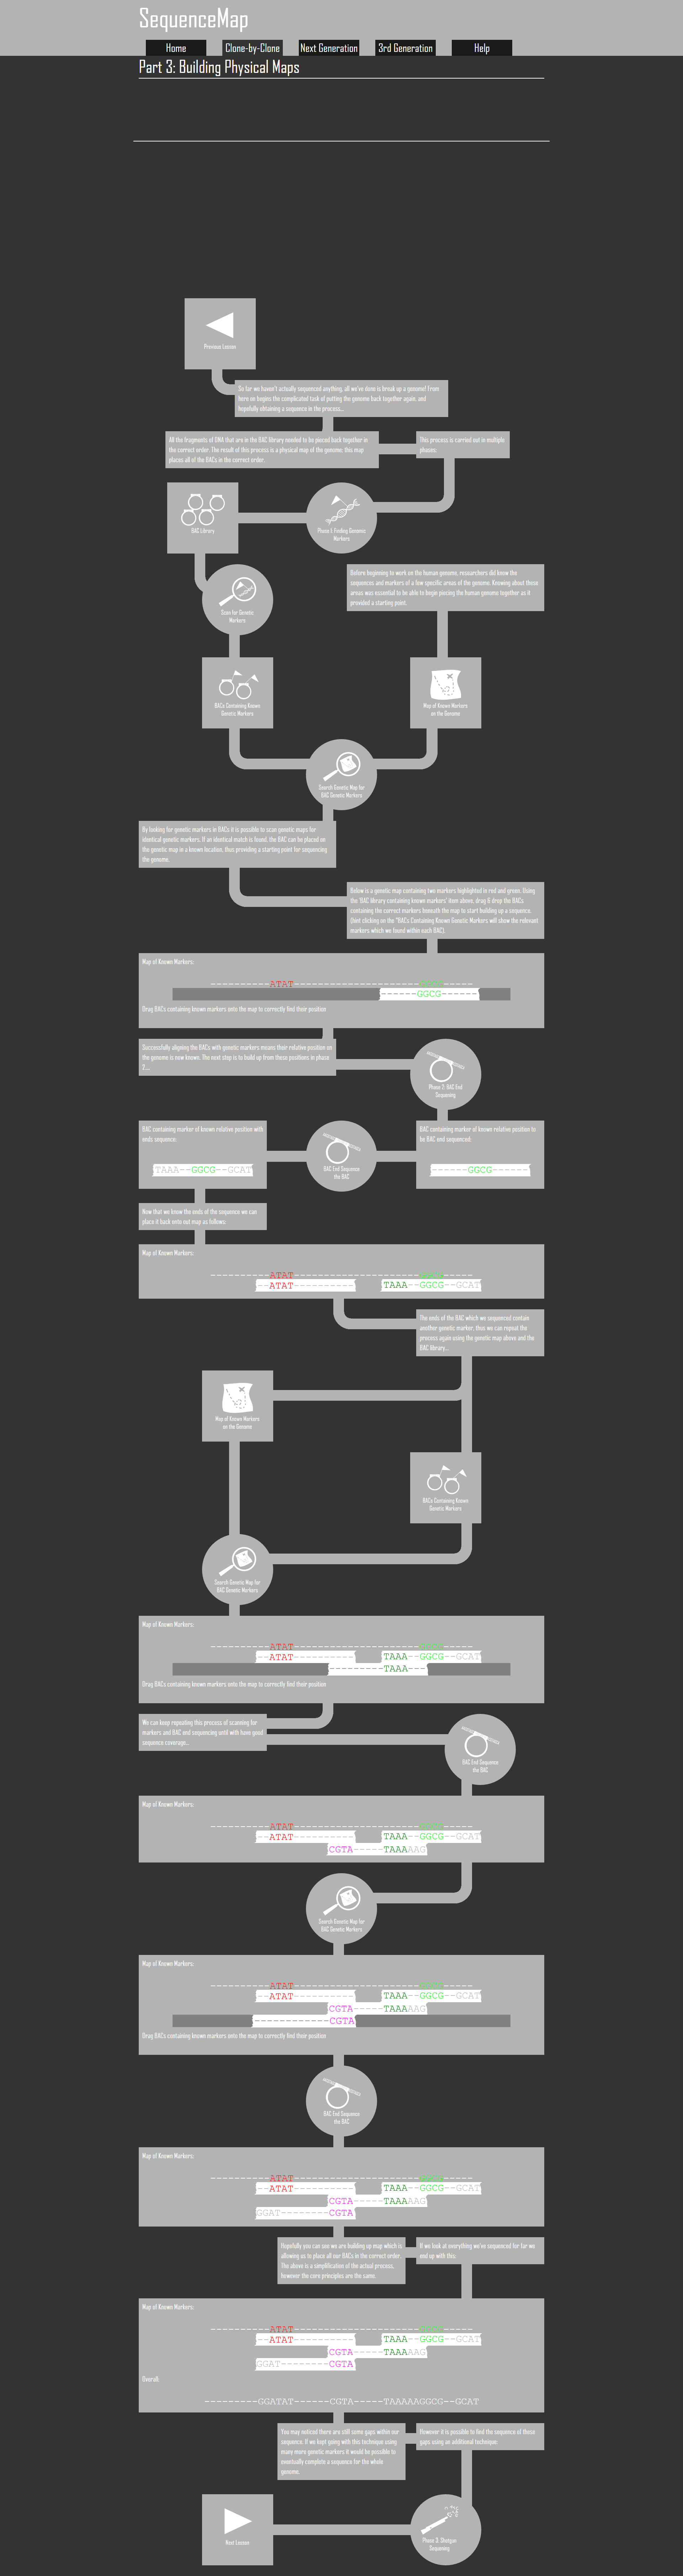 SequenceMap
Home Clone-by-Clone Next Generation 3rd Generation Help
Part 3: Building Physical Maps
Previous Lesson
So far we haven't actually sequenced anything, all we've done is break up a genome! From
here on begins the complicated task of putting the genome back together again, and
hopefully obtaining a sequence in the process...
All the fragments of DNA that are in the BAC library needed to be pieced back together in
the correct order. The result of this process is a physical map of the genome; this map
places all of the BACs in the correct order.
This process is carried out in multiple
phases:
BAC Library
Phase 1: Finding Genomic
Markers
Scan for Genetic
Markers
Before beginning to work on the human genome, researchers did know the
sequences and markers of a few specific areas of the genome. Knowing about these
areas was essential to be able to begin piecing the human genome together as it
provided a starting point.
BACs Containing Known
Genetic Markers
Map of Known Markers
on the Genome
Search Genetic Map for
BAC Genetic Markers
By looking for genetic markers in BACs it is possible to scan genetic maps for
identical genetic markers. If an identical match is found, the BAC can be placed on
the genetic map in a known location, thus providing a starting point for sequencing
the genome.
Below is a genetic map containing two markers highlighted in red and green. Using
the 'BAC library containing known markers' item above, drag & drop the BACs
containing the correct markers beneath the map to start building up a sequence.
(Hint clicking on the "BACs Containing Known Genetic Markers will show the relevant
markers which we found within each BAC).
Map of Known Markers:
----------ATAT---------------------GGCG-----
------GGCG------
Drag BACs containing known markers onto the map to correctly find their position
Successfully aligning the BACs with genetic markers means their relative position on
the genome is now known. The next step is to build up from these positions in phase
2....
Phase 2: BAC End
Sequening
BAC containing marker of known relative position with
ends sequence:
TAAA--GGCG--GCAT
BAC End Sequence
the BAC
BAC containing marker of known relative position to
be BAC end sequenced:
------GGCG------
Now that we know the ends of the sequence we can
place it back onto out map as follows:
Map of Known Markers:
----------ATAT---------------------GGCG-----
--ATAT---------- TAAA--GGCG--GCAT
The ends of the BAC which we sequenced contain
another genetic marker, thus we can repeat the
process again using the genetic map above and the
BAC library...
Map of Known Markers
on the Genome
BACs Containing Known
Genetic Markers
Search Genetic Map for
BAC Genetic Markers
Map of Known Markers:
----------ATAT---------------------GGCG-----
--ATAT---------- TAAA--GGCG--GCAT
---------TAAA---
Drag BACs containing known markers onto the map to correctly find their position
We can keep repeating this process of scanning for
markers and BAC end sequencing until with have good
sequence coverage...
BAC End Sequence
the BAC
Map of Known Markers:
----------ATAT---------------------GGCG-----
--ATAT---------- TAAA--GGCG--GCAT
CGTA-----TAAAAAG
Search Genetic Map for
BAC Genetic Markers
Map of Known Markers:
----------ATAT---------------------GGCG-----
--ATAT---------- TAAA--GGCG--GCAT
CGTA-----TAAAAAG
------------CGTA
Drag BACs containing known markers onto the map to correctly find their position
BAC End Sequence
the BAC
Map of Known Markers:
----------ATAT---------------------GGCG-----
--ATAT---------- TAAA--GGCG--GCAT
CGTA-----TAAAAAG
GGAT--------CGTA
Hopefully you can see we are building up map which is
allowing us to place all our BACs in the correct order.
The above is a simplification of the actual process,
however the core principles are the same.
If we look at everything we've sequenced for far we
end up with this:
Map of Known Markers:
----------ATAT---------------------GGCG-----
--ATAT---------- TAAA--GGCG--GCAT
CGTA-----TAAAAAG
GGAT--------CGTA
Overall:
---------GGATAT------CGTA-----TAAAAAGGCG--GCAT
You may noticed there are still some gaps within our
sequence. If we kept going with this technique using
many more genetic markers it would be possible to
eventually complete a sequence for the whole
genome.
However it is possible to find the sequence of these
gaps using an additional technique:
Next Lesson
Phase 3: Shotgun
Sequening